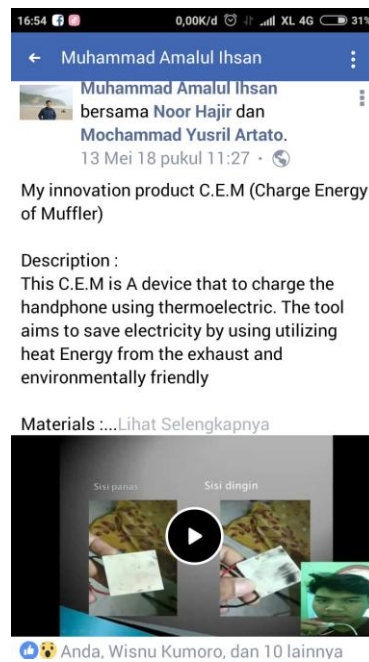 16:54 0,00K/d XL 4G 31%
Muhammad Amalul Ihsan
Muhammad Amalul Ihsan
bersama Noor Hajir dan
Mochammad Yusril Artato.
13 Mei 18 pukul 11:27 •
My innovation product C.E.M (Charge Energy
of Muffler)
Description :
This C.E.M is A device that to charge the
handphone using thermoelectric. The tool
aims to save electricity by using utilizing
heat Energy from the exhaust and
environmentally friendly
Materials :...Lihat Selengkapnya
Sisi panas
Sisi dingin
Anda, Wisnu Kumoro, dan 10 lainnya